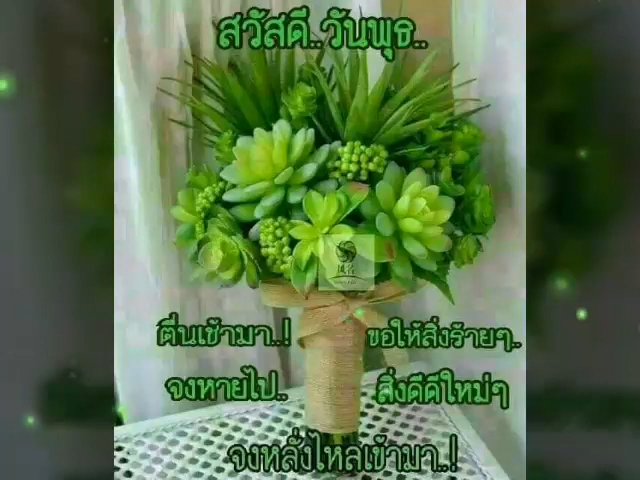 สวัสดี..วันพุธ..
ตื่นเช้ามา..!
ขอให้สิ่งร้ายๆ..
จงหายไป..
สิ่งดีดีใหม่ๆ
จงหลั่งไหลเข้ามา..!